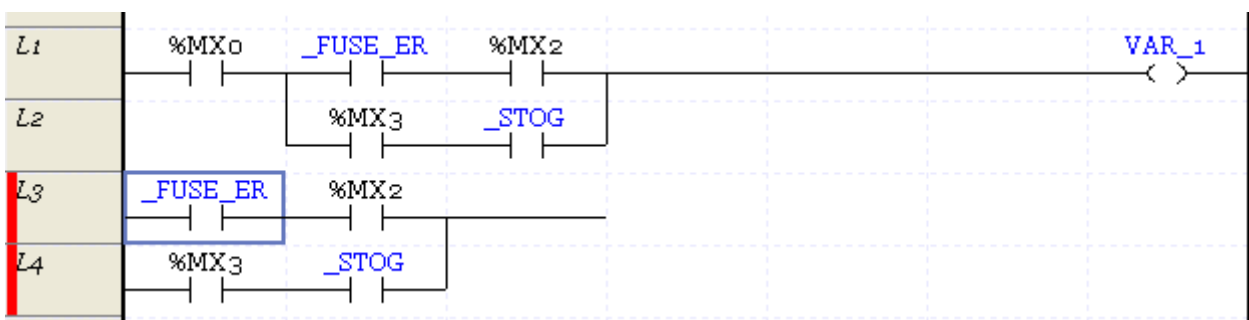 L1 %MX0 _FUSE_ER %MX2 VAR_1
L2 %MX3 _STOG
L3 _FUSE_ER %MX2
L4 %MX3 _STOG